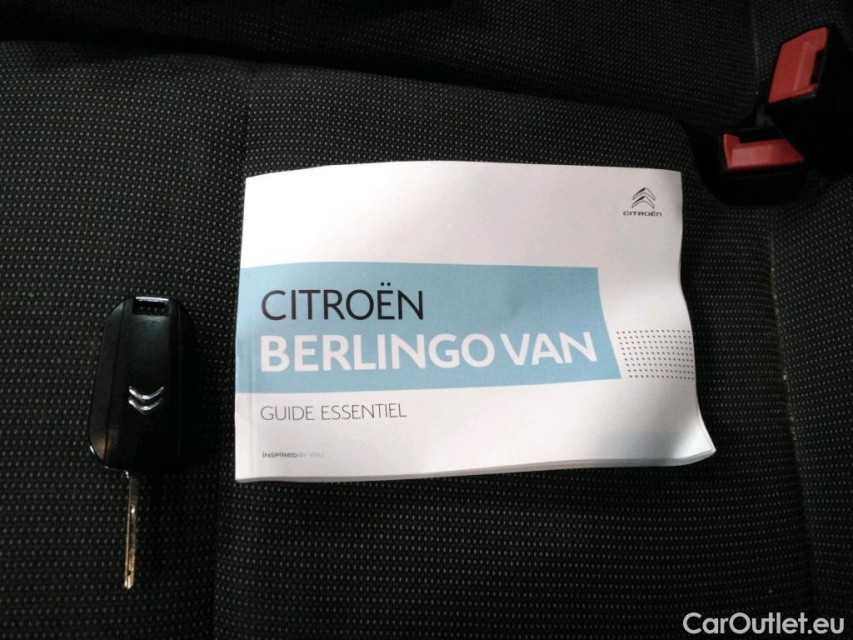 CITROËN
CITROËN
BERLINGO VAN
GUIDE ESSENTIEL
INSPIRED BY YOU
CarOutlet.eu